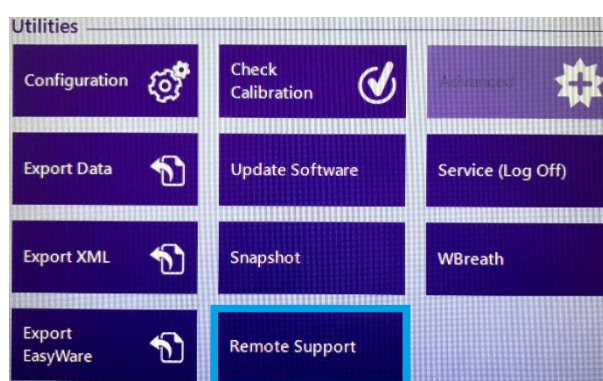 Utilities
Configuration
Check
Calibration
Advanced
Export Data
Update Software
Service (Log Off)
Export XML
Snapshot
WBreath
Export
EasyWare
Remote Support